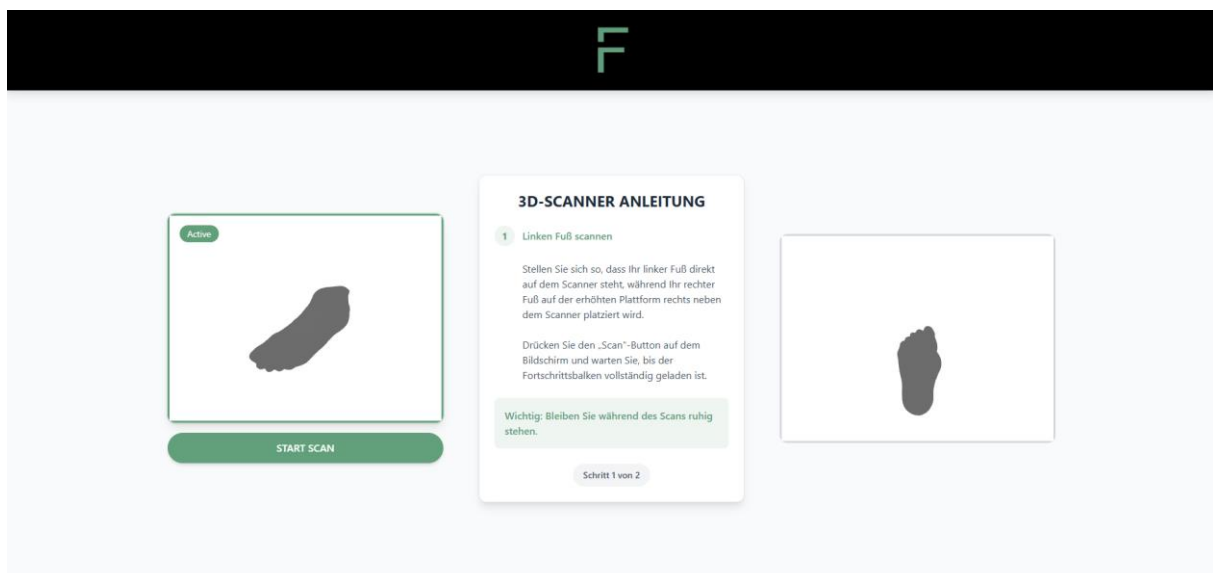 F
Active
START SCAN
3D-SCANNER ANLEITUNG
1 Linken Fuß scannen
Stellen Sie sich so, dass Ihr linker Fuß direkt
auf dem Scanner steht, während Ihr rechter
Fuß auf der erhöhten Plattform rechts neben
dem Scanner platziert wird.
Drücken Sie den „Scan"-Button auf dem
Bildschirm und warten Sie, bis der
Fortschrittsbalken vollständig geladen ist.
Wichtig: Bleiben Sie während des Scans ruhig
stehen.
Schritt 1 von 2